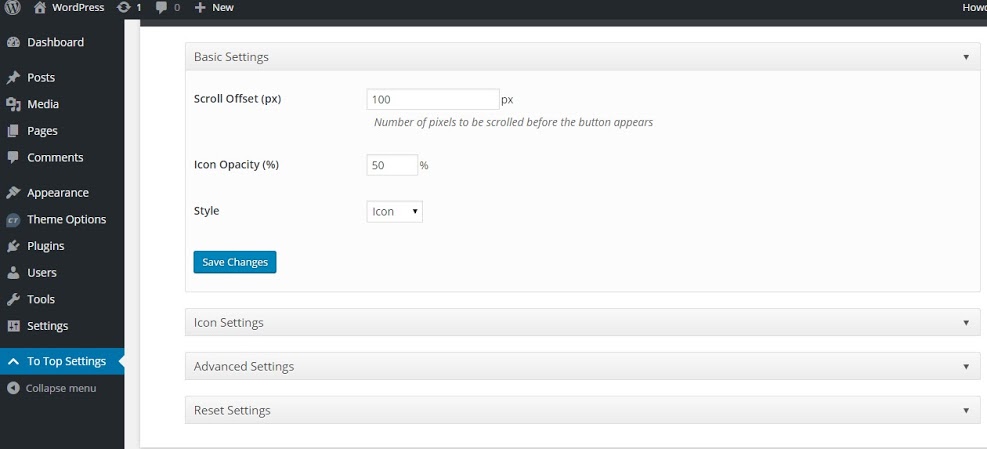 WordPress 1 0 New Howd
Dashboard
Posts
Media
Pages
Comments
Appearance
CT Theme Options
Plugins
Users
Tools
Settings
To Top Settings
Collapse menu
Basic Settings
Scroll Offset (px) 100 px
Number of pixels to be scrolled before the button appears
Icon Opacity (%) 50 %
Style Icon
Save Changes
Icon Settings
Advanced Settings
Reset Settings